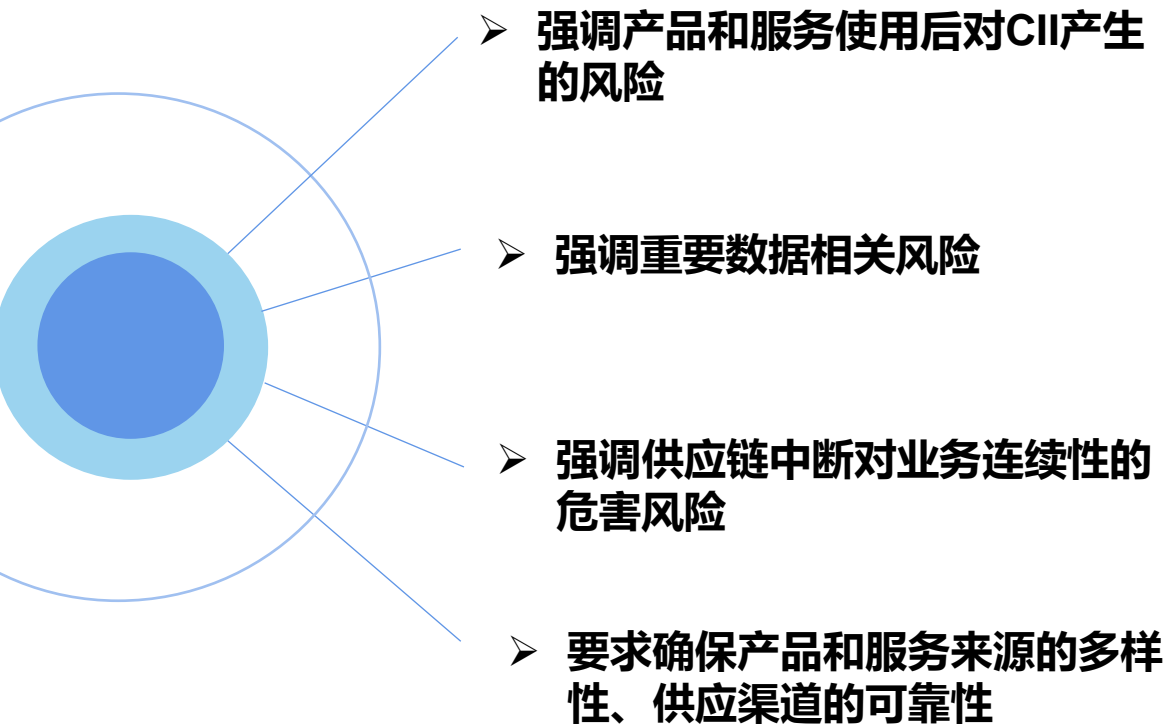 ➢ 强调产品和服务使用后对CII产生
的风险
➢ 强调重要数据相关风险
➢ 强调供应链中断对业务连续性的
危害风险
➢ 要求确保产品和服务来源的多样
性、供应渠道的可靠性